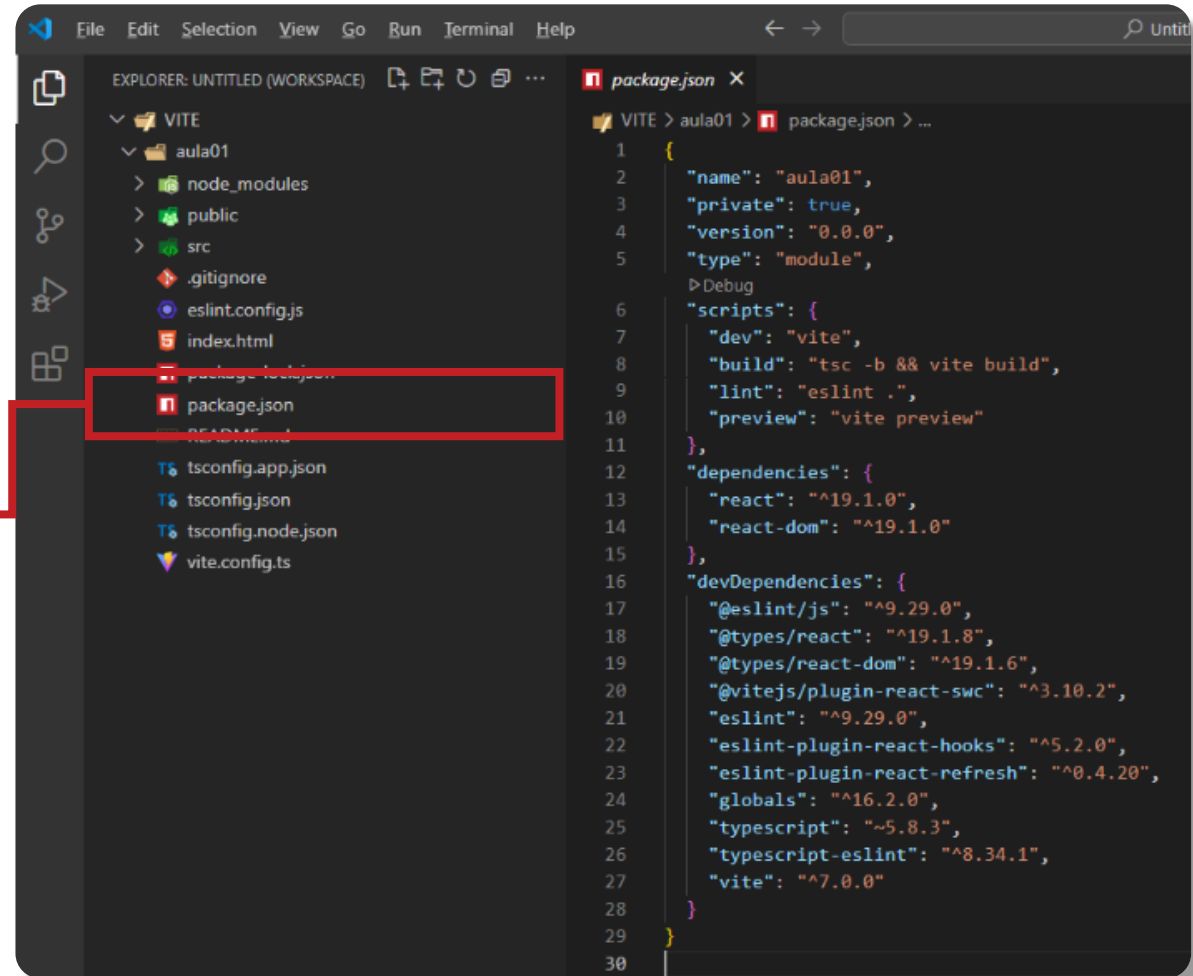 File Edit Selection View Go Run Terminal Help
EXPLORER: UNTITLED (WORKSPACE)
VITE
aula01
node_modules
public
src
.gitignore
eslint.config.js
index.html
package-lock.json
package.json
README.md
tsconfig.app.json
tsconfig.json
tsconfig.node.json
vite.config.ts
Untitl
package.json
VITE > aula01 > package.json > ...
1 {
2 "name": "aula01",
3 "private": true,
4 "version": "0.0.0",
5 "type": "module",
Debug
6 "scripts": {
7 "dev": "vite",
8 "build": "tsc -b && vite build",
9 "lint": "eslint .",
10 "preview": "vite preview"
11 },
12 "dependencies": {
13 "react": "^19.1.0",
14 "react-dom": "^19.1.0"
15 },
16 "devDependencies": {
17 "@eslint/js": "^9.29.0",
18 "@types/react": "^19.1.8",
19 "@types/react-dom": "^19.1.6",
20 "@vitejs/plugin-react-swc": "^3.10.2",
21 "eslint": "^9.29.0",
22 "eslint-plugin-react-hooks": "^5.2.0",
23 "eslint-plugin-react-refresh": "^0.4.20",
24 "globals": "^16.2.0",
25 "typescript": "~5.8.3",
26 "typescript-eslint": "^8.34.1",
27 "vite": "^7.0.0"
28 }
29 }
30